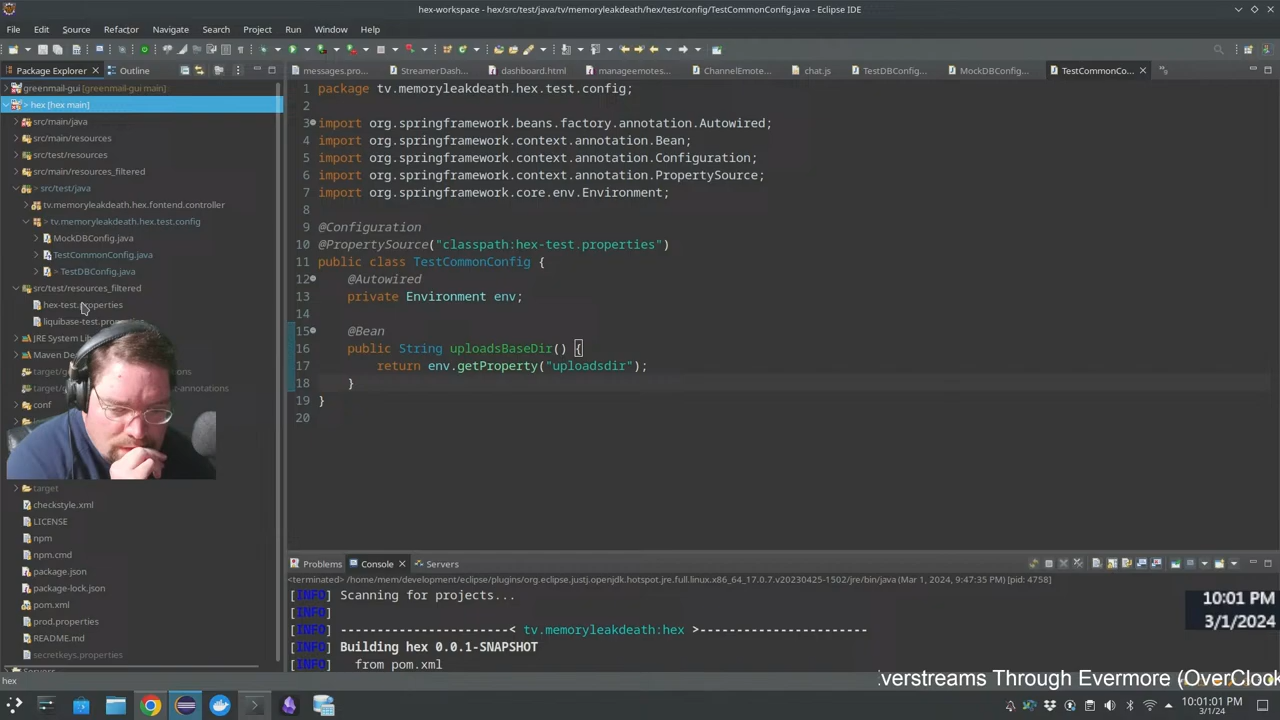 hex-workspace - hex/src/test/java/tv/memoryleakdeath/hex/test/config/TestCommonConfig.java - Eclipse IDE
File Edit Source Refactor Navigate Search Project Run Window Help
Package Explorer Outline
messages.pro... StreamerDash... dashboard.html manageemotes... ChannelEmote... chat.js TestDBConfig... MockDBConfig... TestCommonCo...
greenmail-gui [greenmail-gui main]
> hex [hex main]
src/main/java
src/main/resources
src/test/resources
src/main/resources_filtered
> src/test/java
tv.memoryleakdeath.hex.fontend.controller
> tv.memoryleakdeath.hex.test.config
MockDBConfig.java
TestCommonConfig.java
> TestDBConfig.java
src/test/resources_filtered
hex-test.properties
liquibase-test.properties
JRE System
Maven
conf
target
checkstyle.xml
LICENSE
npm
npm.cmd
package.json
package-lock.json
pom.xml
prod.properties
README.md
secretkeys.properties
Servers
1 package tv.memoryleakdeath.hex.test.config;
2
3 import org.springframework.beans.factory.annotation.Autowired;
4 import org.springframework.context.annotation.Bean;
5 import org.springframework.context.annotation.Configuration;
6 import org.springframework.context.annotation.PropertySource;
7 import org.springframework.core.env.Environment;
8
9 @Configuration
10 @PropertySource("classpath:hex-test.properties")
11 public class TestCommonConfig {
12 @Autowired
13 private Environment env;
14
15 @Bean
16 public String uploadsBaseDir() {
17 return env.getProperty("uploadsdir");
18 }
19 }
20
Problems Console Servers
<terminated> /home/mem/development/eclipse/plugins/org.eclipse.justj.openjdk.hotspot.jre.full.linux.x86_64_17.0.7.v20230425-1502/jre/bin/java (Mar 1, 2024, 9:47:35 PM) [pid: 4758]
[INFO] Scanning for projects...
[INFO]
[INFO] ----------------------< tv.memoryleakdeath:hex >-----------------------
[INFO] Building hex 0.0.1-SNAPSHOT
[INFO] from pom.xml
10:01 PM
3/1/2024
verstreams Through Evermore (OverClock
hex
10:01:01 PM
3/1/24